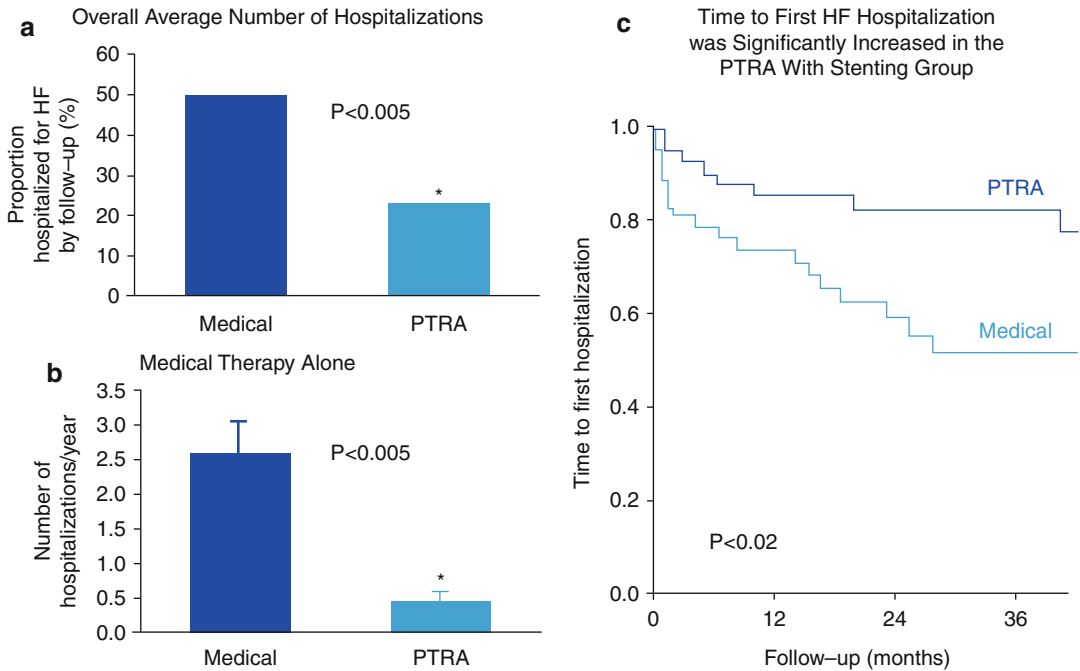 a
Overall Average Number of Hospitalizations
Proportion
hospitalized for HF
by follow–up (%)
60
50
40
30
20
10
0
P<0.005
*
Medical
PTRA
b
Medical Therapy Alone
Number of
hospitalizations/year
3.5
3.0
2.5
2.0
1.5
1.0
0.5
0.0
P<0.005
*
Medical
PTRA
c
Time to First HF Hospitalization
was Significantly Increased in the
PTRA With Stenting Group
Time to first hospitalization
1.0
0.8
0.6
0.4
0.2
0.0
PTRA
Medical
P<0.02
0
12
24
36
Follow–up (months)